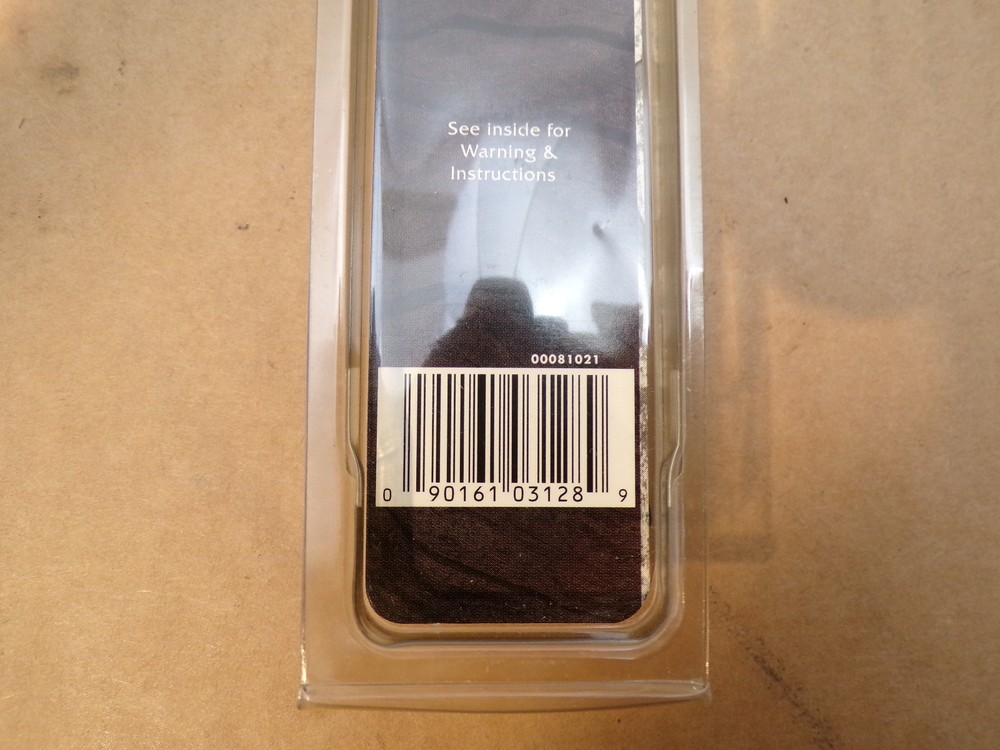 See inside for
Warning &
Instructions
00081021
0 90161 03128 9